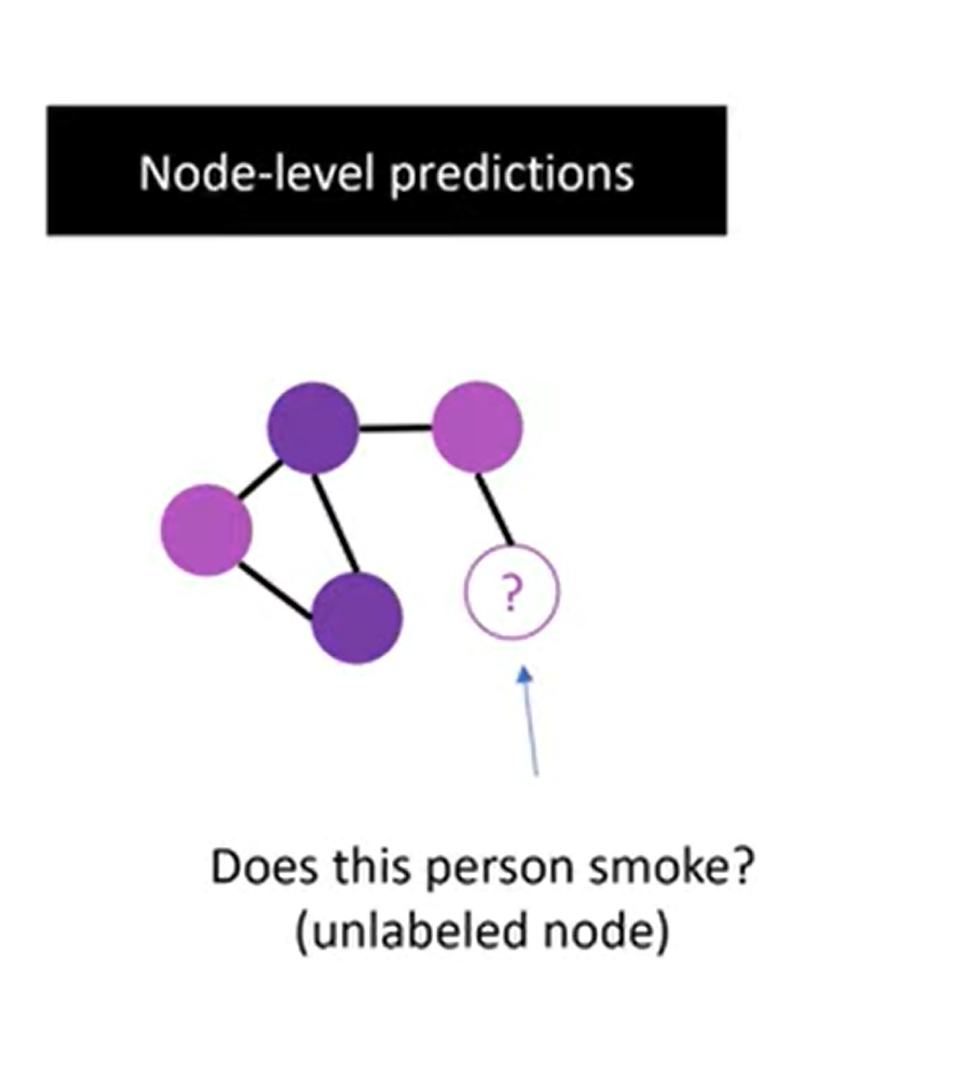 Node-level predictions
?
Does this person smoke?
(unlabeled node)